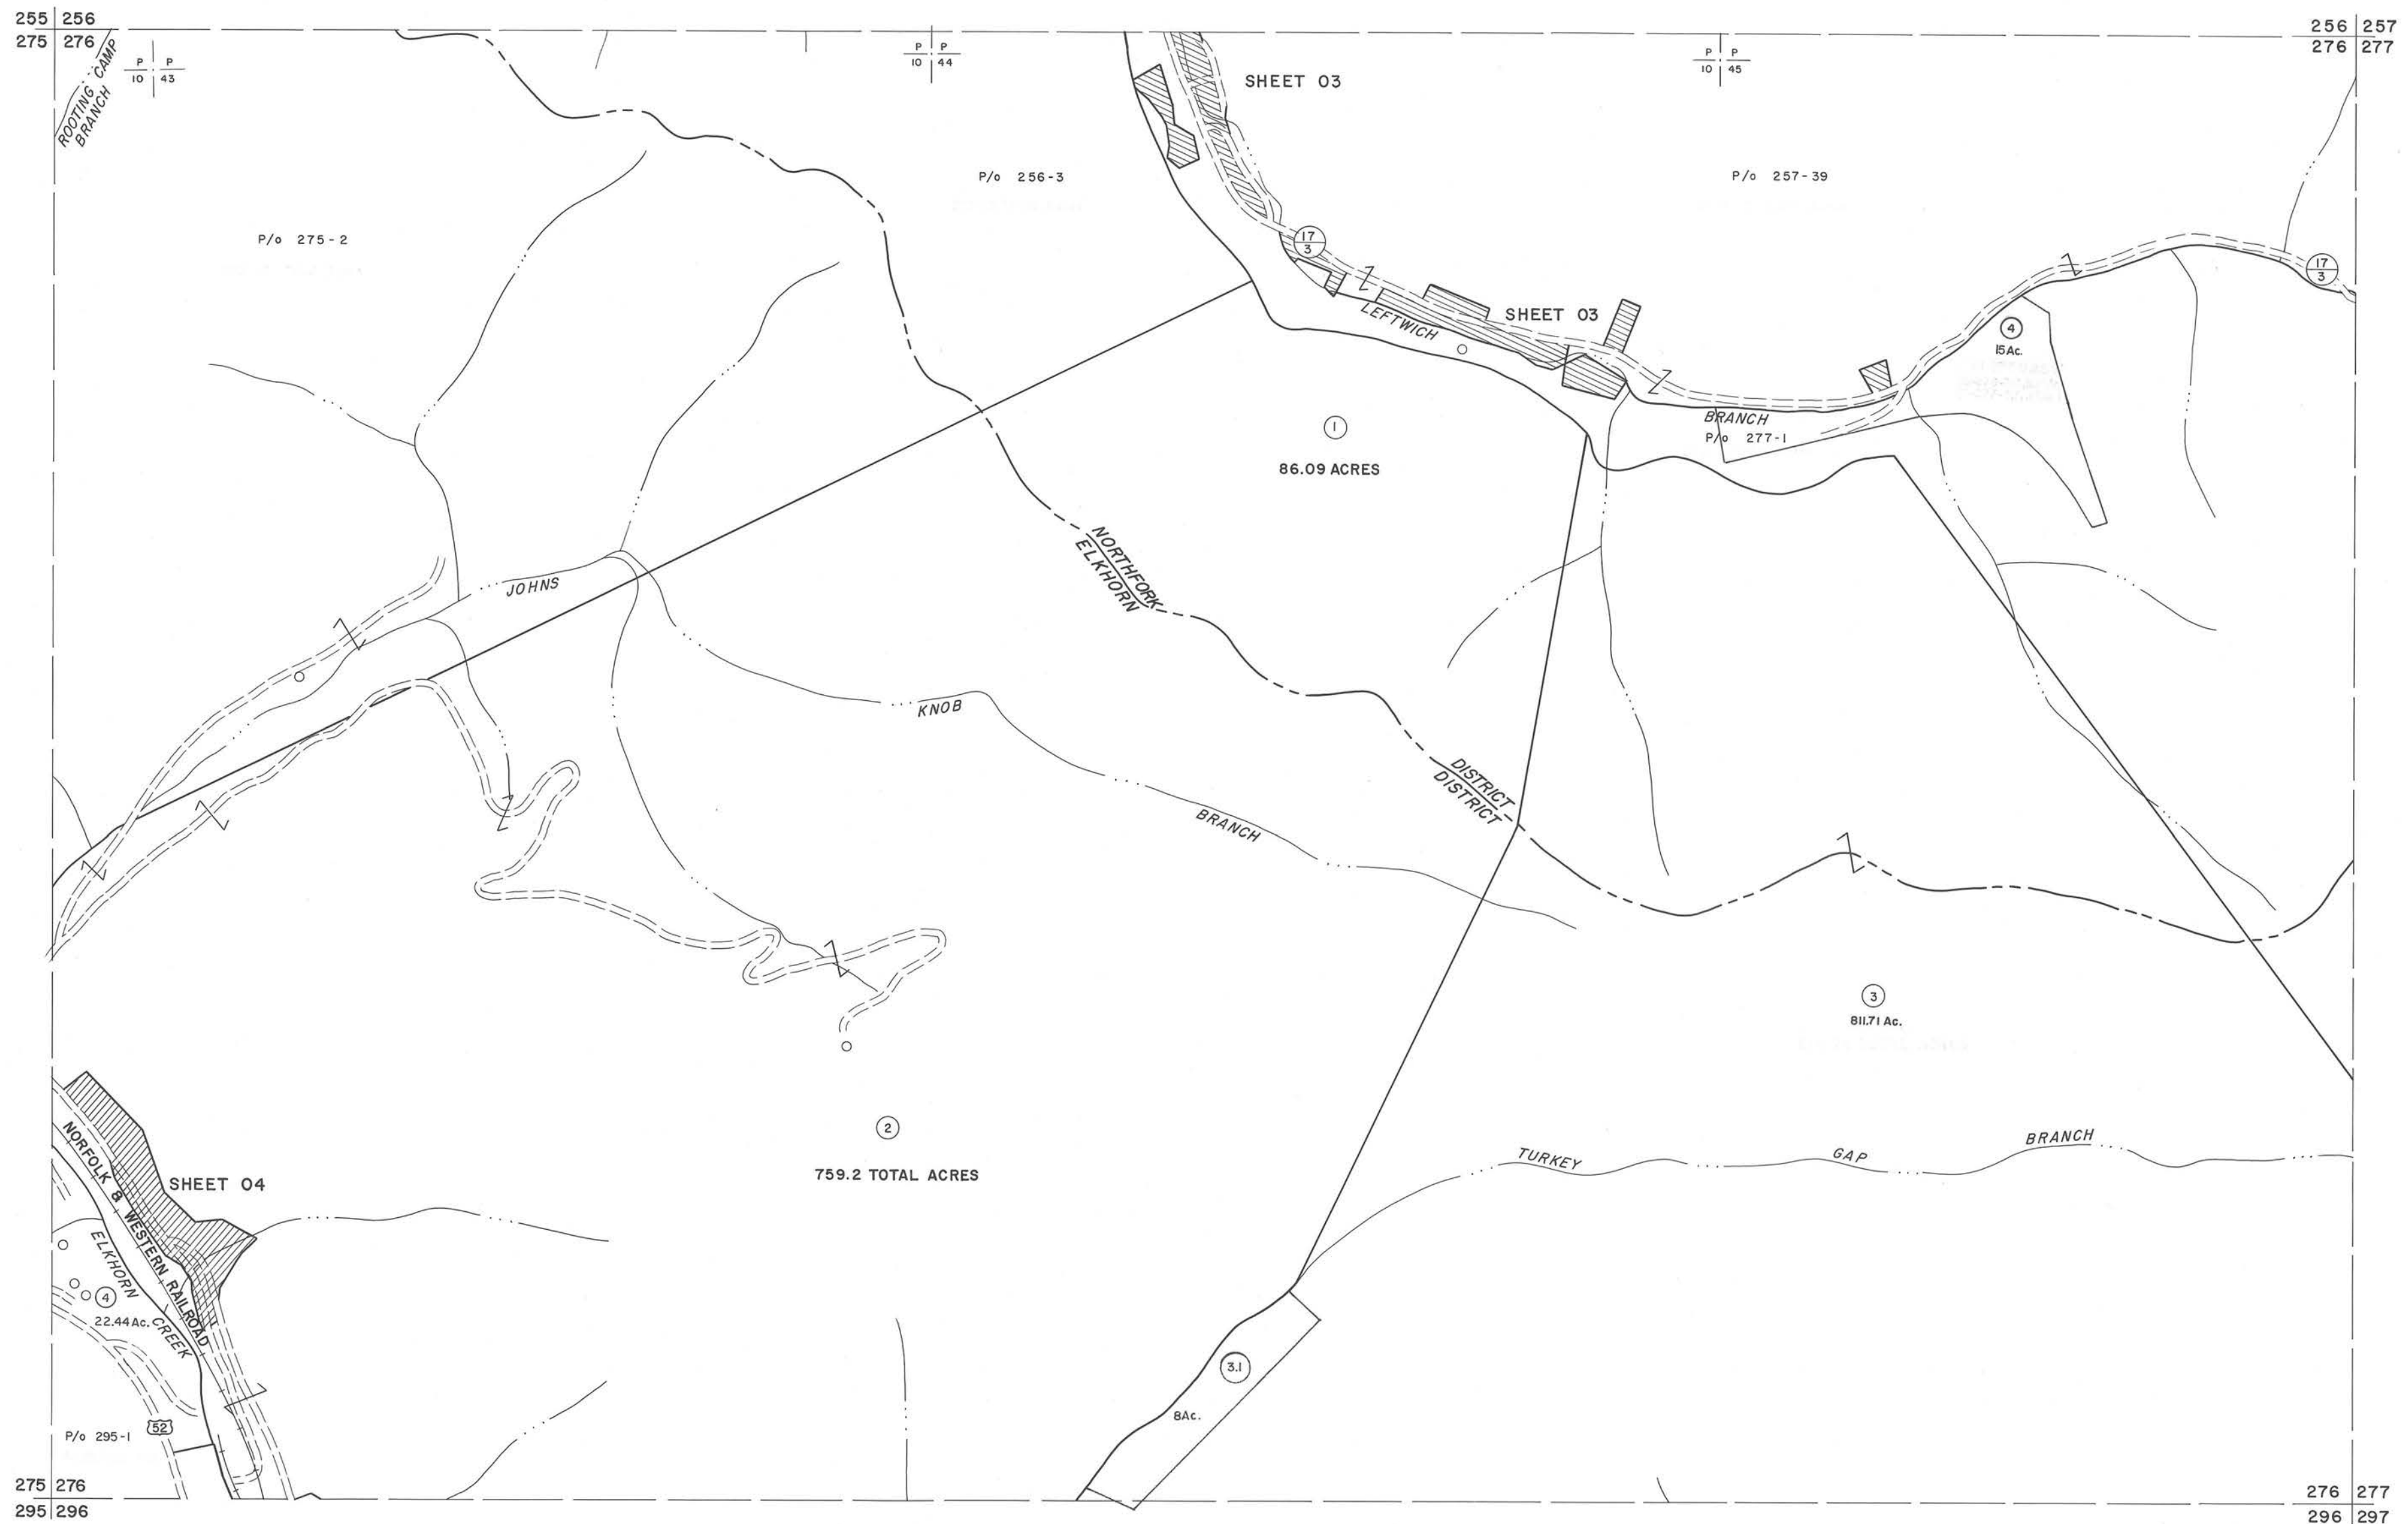 255 256
275 276
256 257
276 277
ROOTING CAMP
BRANCH
P P
10 43
P P
10 44
P P
10 45
SHEET 03
P/o 256-3
P/o 257-39
P/o 275-2
17
3
17
3
SHEET 03
LEFTWICH
4
15Ac.
BRANCH
P/o 277-1
1
86.09 ACRES
NORTHFORK
ELKHORN
JOHNS
KNOB
DISTRICT
DISTRICT
BRANCH
3
811.71 Ac.
2
759.2 TOTAL ACRES
TURKEY
GAP
BRANCH
NORFOLK & WESTERN RAILROAD
SHEET 04
ELKHORN
CREEK
4
22.44Ac.
3.1
8Ac.
52
P/o 295-1
275 276
295 296
276 277
296 297